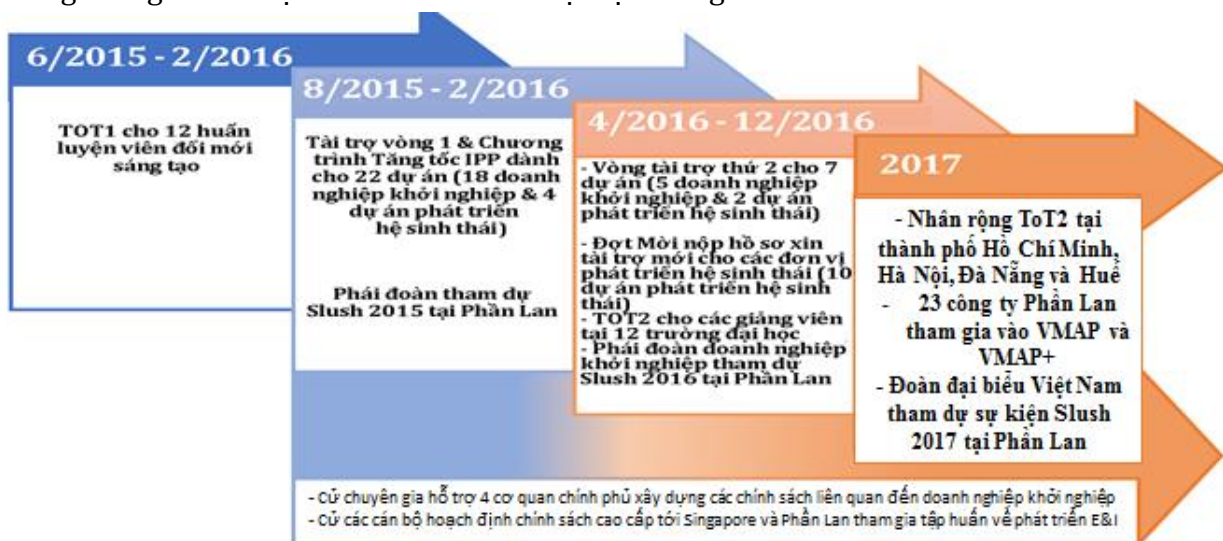 6/2015 - 2/2016
TOT1 cho 12 huấn
luyện viên đổi mới
sáng tạo
8/2015 - 2/2016
Tài trợ vòng 1 & Chương
trình Tăng tốc IPP dành
cho 22 dự án (18 doanh
nghiệp khởi nghiệp & 4
dự án phát triển
hệ sinh thái)
Phái đoàn tham dự
Slush 2015 tại Phần Lan
4/2016 - 12/2016
- Vòng tài trợ thứ 2 cho 7
dự án (5 doanh nghiệp
khởi nghiệp & 2 dự án
phát triển hệ sinh thái)
- Đợt Mời nộp hồ sơ xin
tài trợ mới cho các đơn vị
phát triển hệ sinh thái (10
dự án phát triển hệ sinh
thái)
- TOT2 cho các giảng viên
tại 12 trường đại học
- Phái đoàn doanh nghiệp
khởi nghiệp tham dự
Slush 2016 tại Phần Lan
2017
- Nhân rộng ToT2 tại
thành phố Hồ Chí Minh,
Hà Nội, Đà Nẵng và Huế
- 23 công ty Phần Lan
tham gia vào VMAP và
VMAP+
- Đoàn đại biểu Việt Nam
tham dự sự kiện Slush
2017 tại Phần Lan
- Cử chuyên gia hỗ trợ 4 cơ quan chính phủ xây dựng các chính sách liên quan đến doanh nghiệp khởi nghiệp
- Cử các cán bộ hoạch định chính sách cao cấp tới Singapore và Phần Lan tham gia tập huấn về phát triển E&I